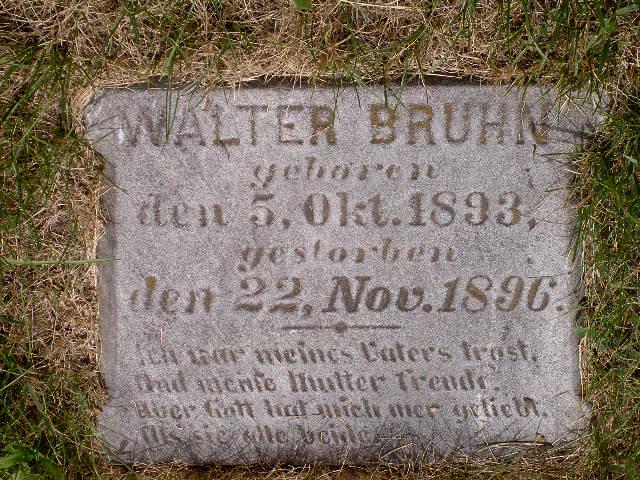 WALTER BRUHN
geboren
den 5, Okt. 1893,
gestorben
den 22, Nov. 1896.
Ich war meines Vaters Trost,
Und meine Mutter Freude,
Aber Gott hat mich mer geliebt,
Als sie alle beide